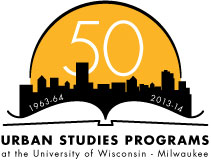 50
1963-64 2013-14
URBAN STUDIES PROGRAMS
at the University of Wisconsin - Milwaukee